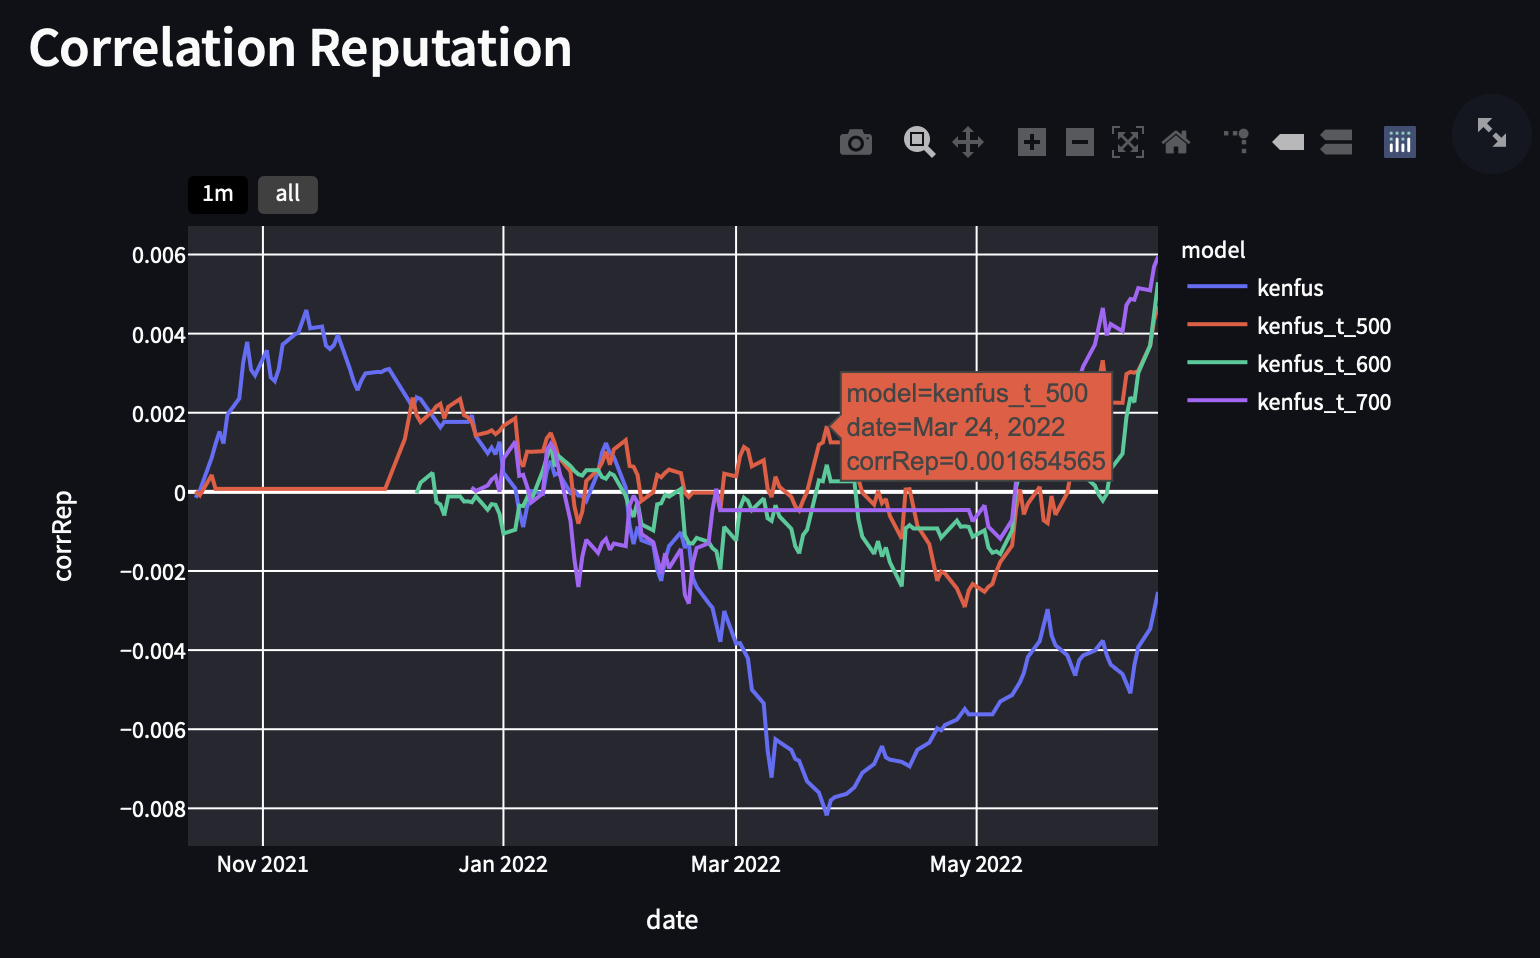 Correlation Reputation
1m
all
0.006
0.004
0.002
0
−0.002
−0.004
−0.006
−0.008
corrRep
Nov 2021
Jan 2022
Mar 2022
May 2022
date
model=kenfus_t_500
date=Mar 24, 2022
corrRep=0.001654565
model
kenfus
kenfus_t_500
kenfus_t_600
kenfus_t_700